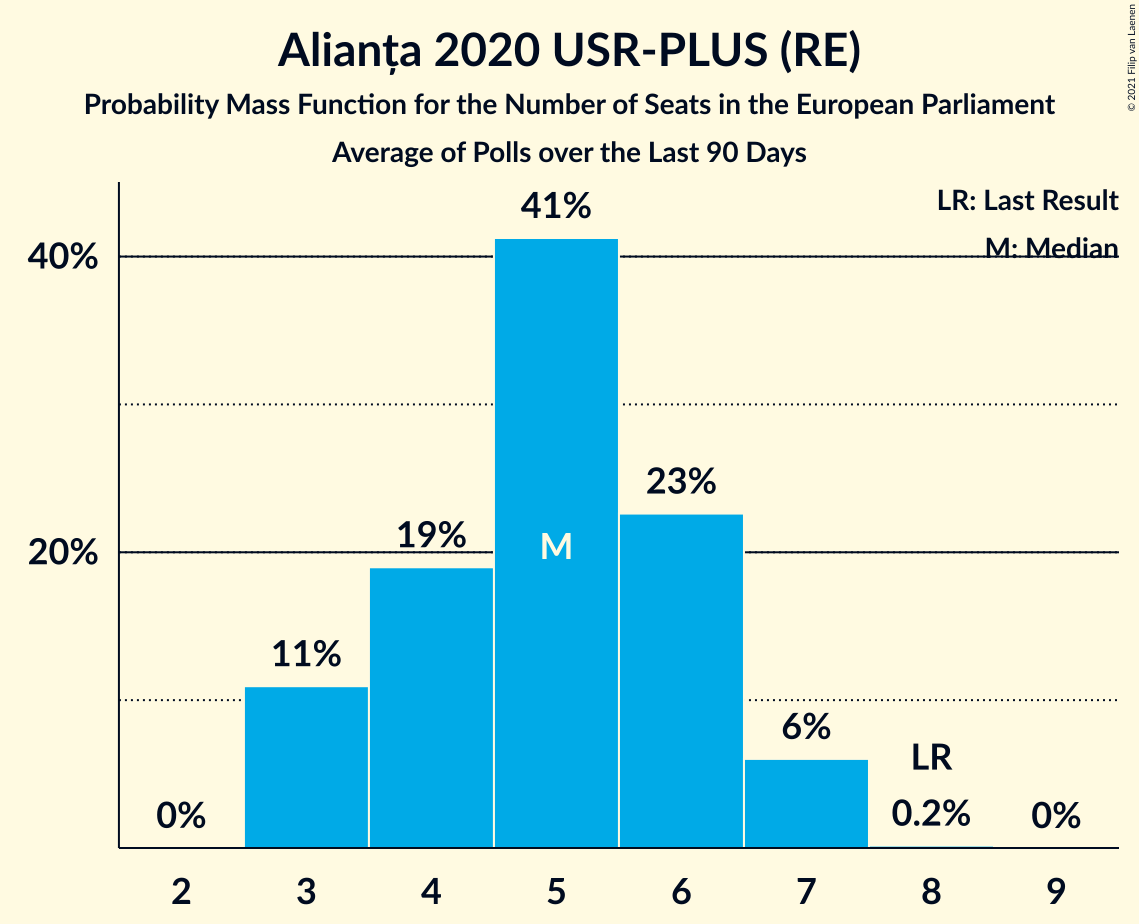 Alianța 2020 USR-PLUS (RE)
Probability Mass Function for the Number of Seats in the European Parliament
Average of Polls over the Last 90 Days
© 2021 Filip van Laenen
LR: Last Result
M: Median
40%
20%
0%
11%
19%
41%
M
23%
6%
LR
0.2%
0%
2 3 4 5 6 7 8 9